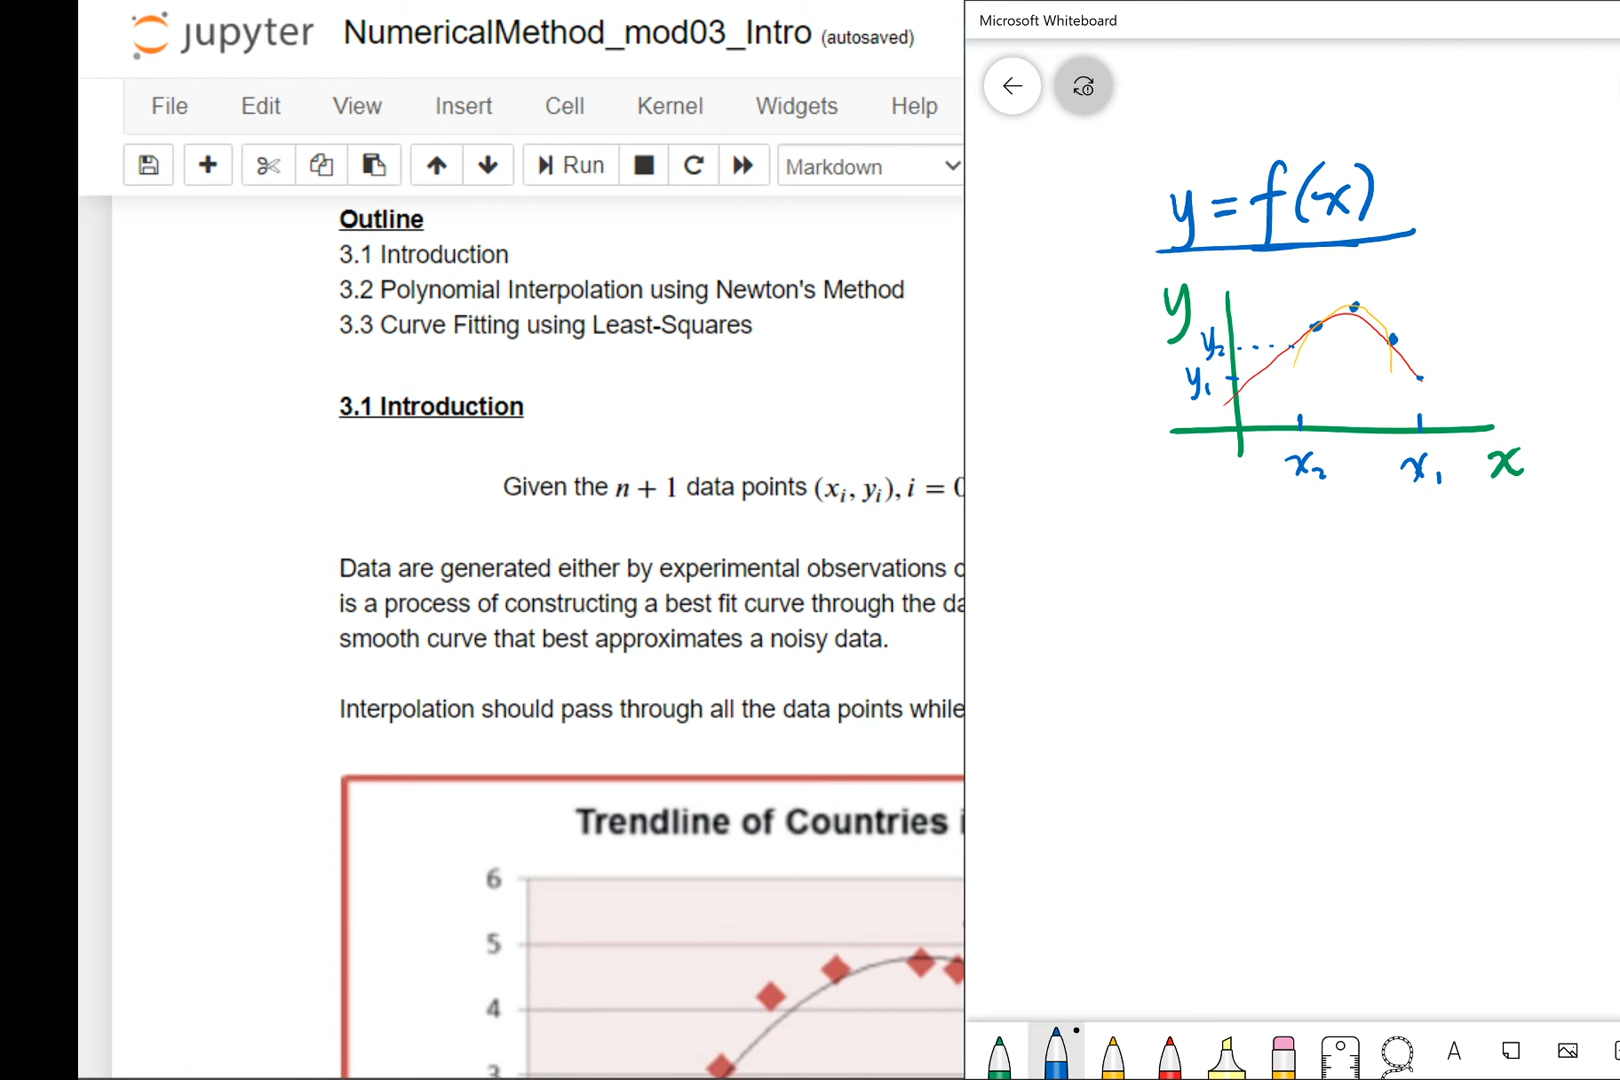 jupyter NumericalMethod_mod03_Intro (autosaved)
File Edit View Insert Cell Kernel Widgets Help
Run Markdown
Outline
3.1 Introduction
3.2 Polynomial Interpolation using Newton's Method
3.3 Curve Fitting using Least-Squares
3.1 Introduction
Given the n + 1 data points (xᵢ, yᵢ), i =
Data are generated either by experimental observations
is a process of constructing a best fit curve through the
smooth curve that best approximates a noisy data.
Interpolation should pass through all the data points while
Trendline of Countries
6
5
4
3
Microsoft Whiteboard
y = f(x)
y
y₂
y₁
x₂ x₁ x
A